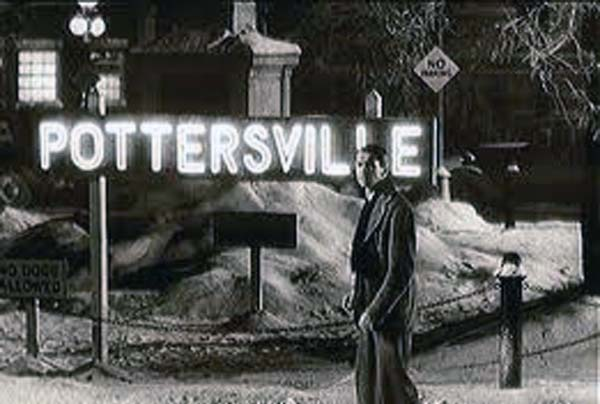 NO
PARKING
POTTERSVILLE
NO DOGS
ALLOWED